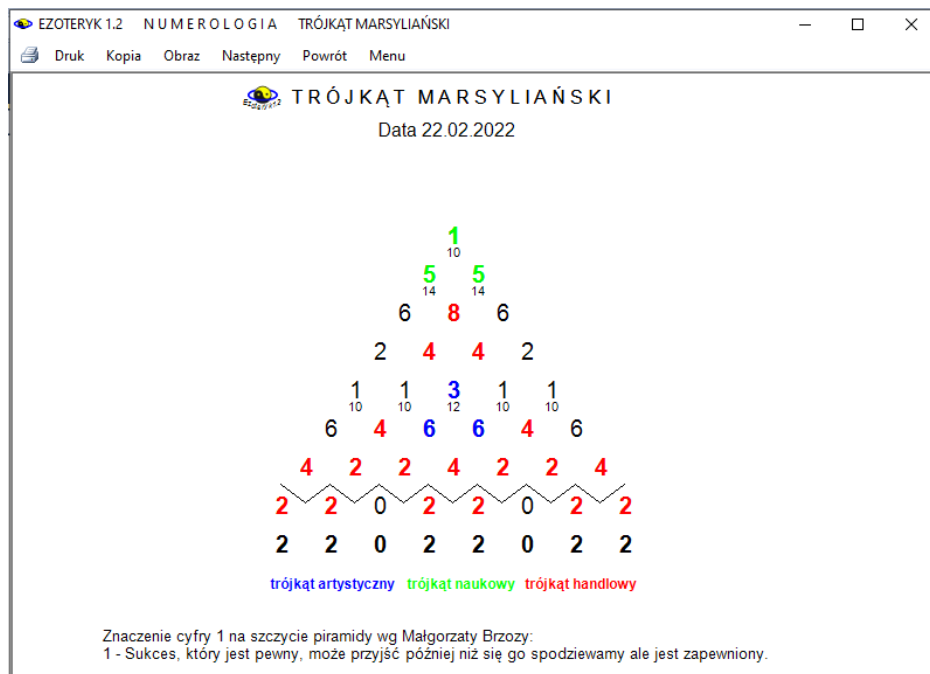 EZOTERYK 1.2 N U M E R O L O G I A TRÓJKĄT MARSYLIAŃSKI
Druk Kopia Obraz Następny Powrót Menu
Ezoteryk 1.2 T R Ó J K Ą T M A R S Y L I A Ń S K I
Data 22.02.2022
1
10
5 5
14 14
6 8 6
2 4 4 2
1 1 3 1 1
10 10 12 10 10
6 4 6 6 4 6
4 2 2 4 2 2 4
2 2 0 2 2 0 2 2
2 2 0 2 2 0 2 2
trójkąt artystyczny trójkąt naukowy trójkąt handlowy
Znaczenie cyfry 1 na szczycie piramidy wg Małgorzaty Brzozy:
1 - Sukces, który jest pewny, może przyjść później niż się go spodziewamy ale jest zapewniony.